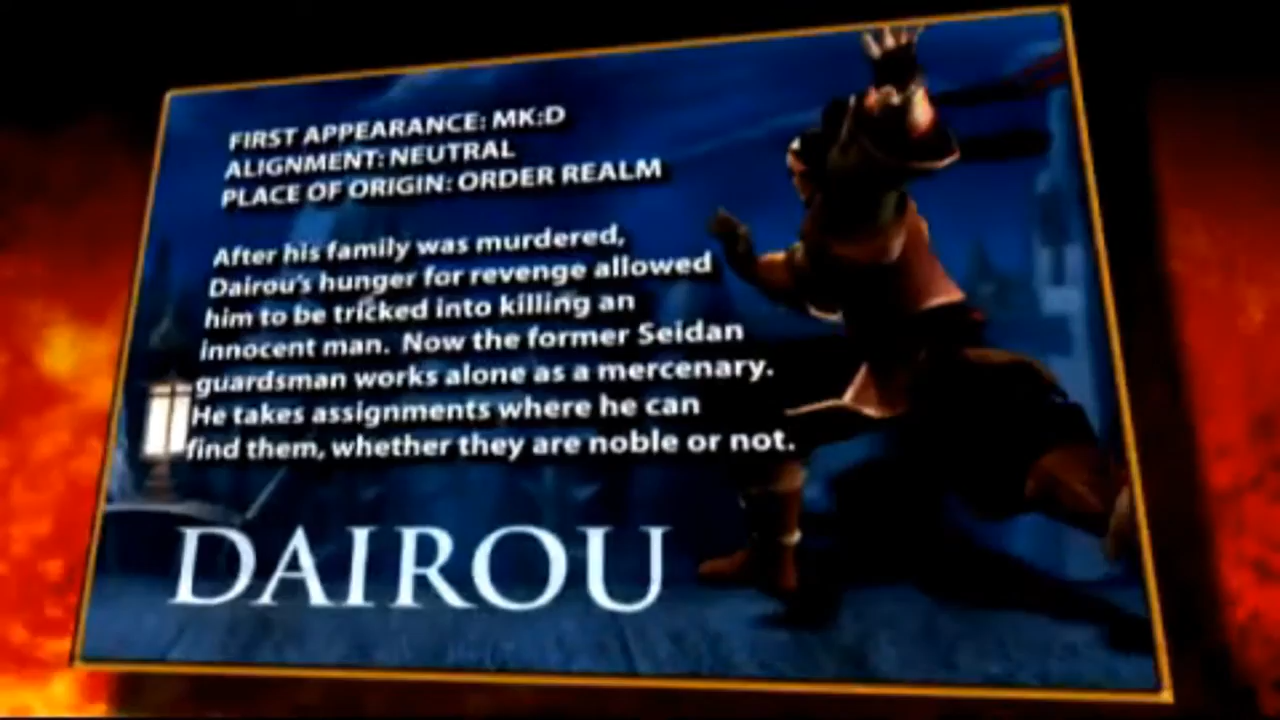 FIRST APPEARANCE: MK:D
ALIGNMENT: NEUTRAL
PLACE OF ORIGIN: ORDER REALM
After his family was murdered,
Dairou's hunger for revenge allowed
him to be tricked into killing an
innocent man. Now the former Seidan
guardsman works alone as a mercenary.
He takes assignments where he can
find them, whether they are noble or not.
DAIROU